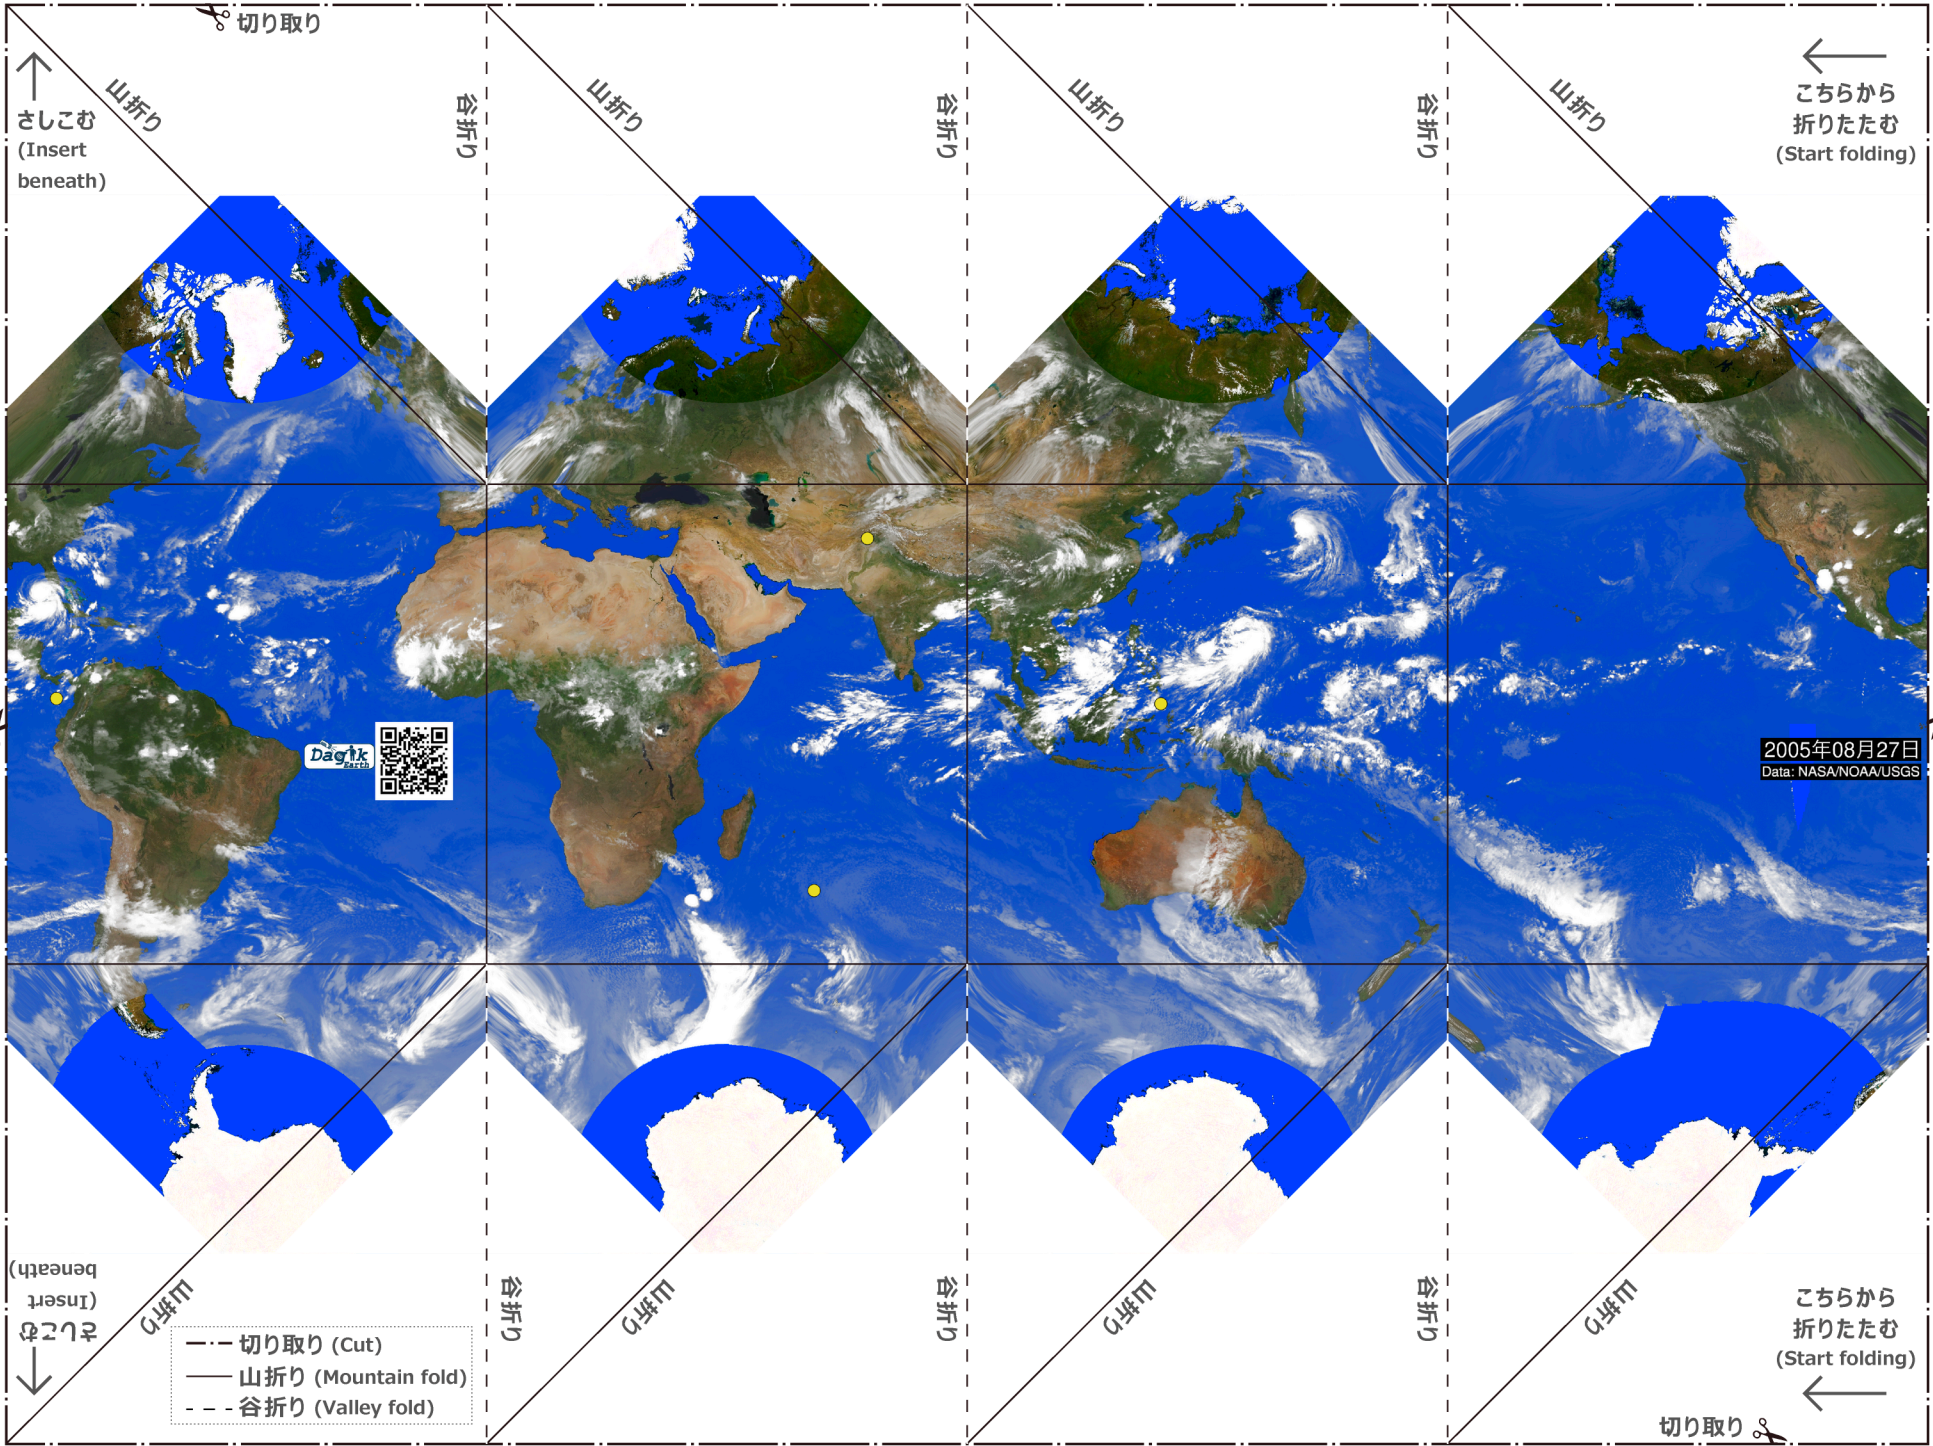 切り取り
山折り
谷折り
山折り
谷折り
山折り
谷折り
山折り
さしこむ
(Insert
beneath)
こちらから
折りたたむ
(Start folding)
Dagik
Earth
2005年08月27日
Data: NASA/NOAA/USGS
さしこむ
(Insert
beneath)
山折り
谷折り
山折り
谷折り
山折り
谷折り
山折り
こちらから
折りたたむ
(Start folding)
切り取り (Cut)
山折り (Mountain fold)
谷折り (Valley fold)
切り取り